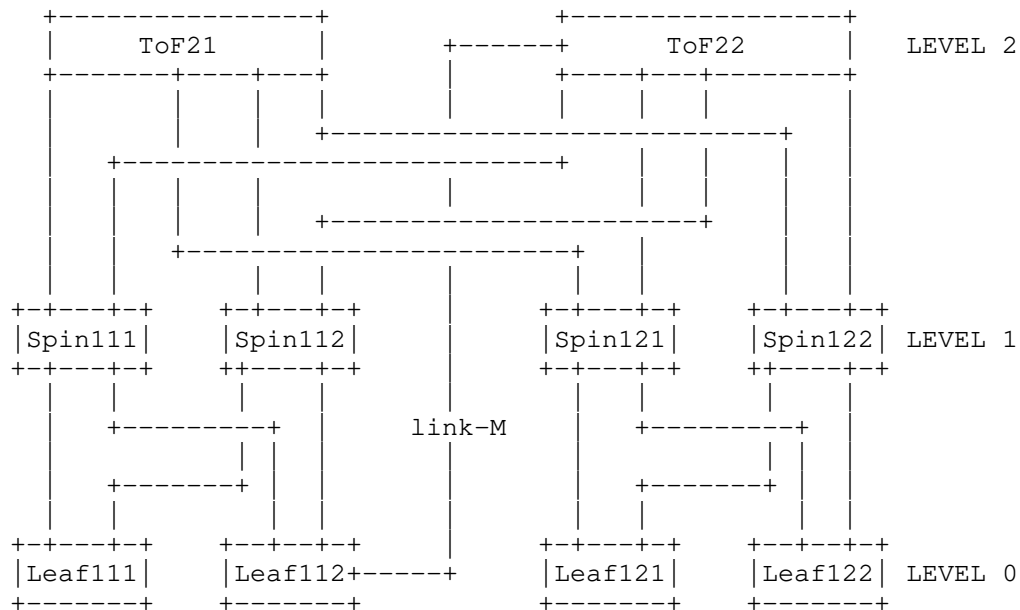 ToF21 ToF22 LEVEL 2
Spin111 Spin112 Spin121 Spin122 LEVEL 1
link-M
Leaf111 Leaf112 Leaf121 Leaf122 LEVEL 0